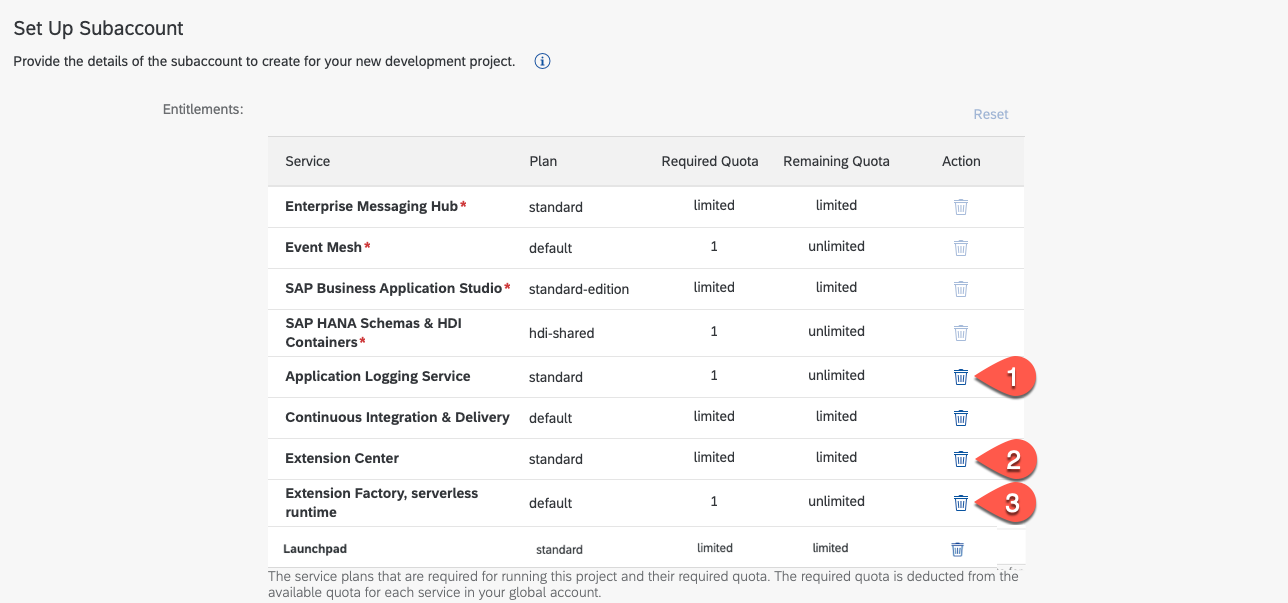 Set Up Subaccount
Provide the details of the subaccount to create for your new development project. i
Entitlements:
Reset
Service Plan Required Quota Remaining Quota Action
Enterprise Messaging Hub* standard limited limited
Event Mesh* default 1 unlimited
SAP Business Application Studio* standard-edition limited limited
SAP HANA Schemas & HDI
Containers* hdi-shared 1 unlimited
Application Logging Service standard 1 unlimited 1
Continuous Integration & Delivery default limited limited
Extension Center standard limited limited 2
Extension Factory, serverless
runtime default 1 unlimited 3
Launchpad standard limited limited
The service plans that are required for running this project and their required quota. The required quota is deducted from the
available quota for each service in your global account.